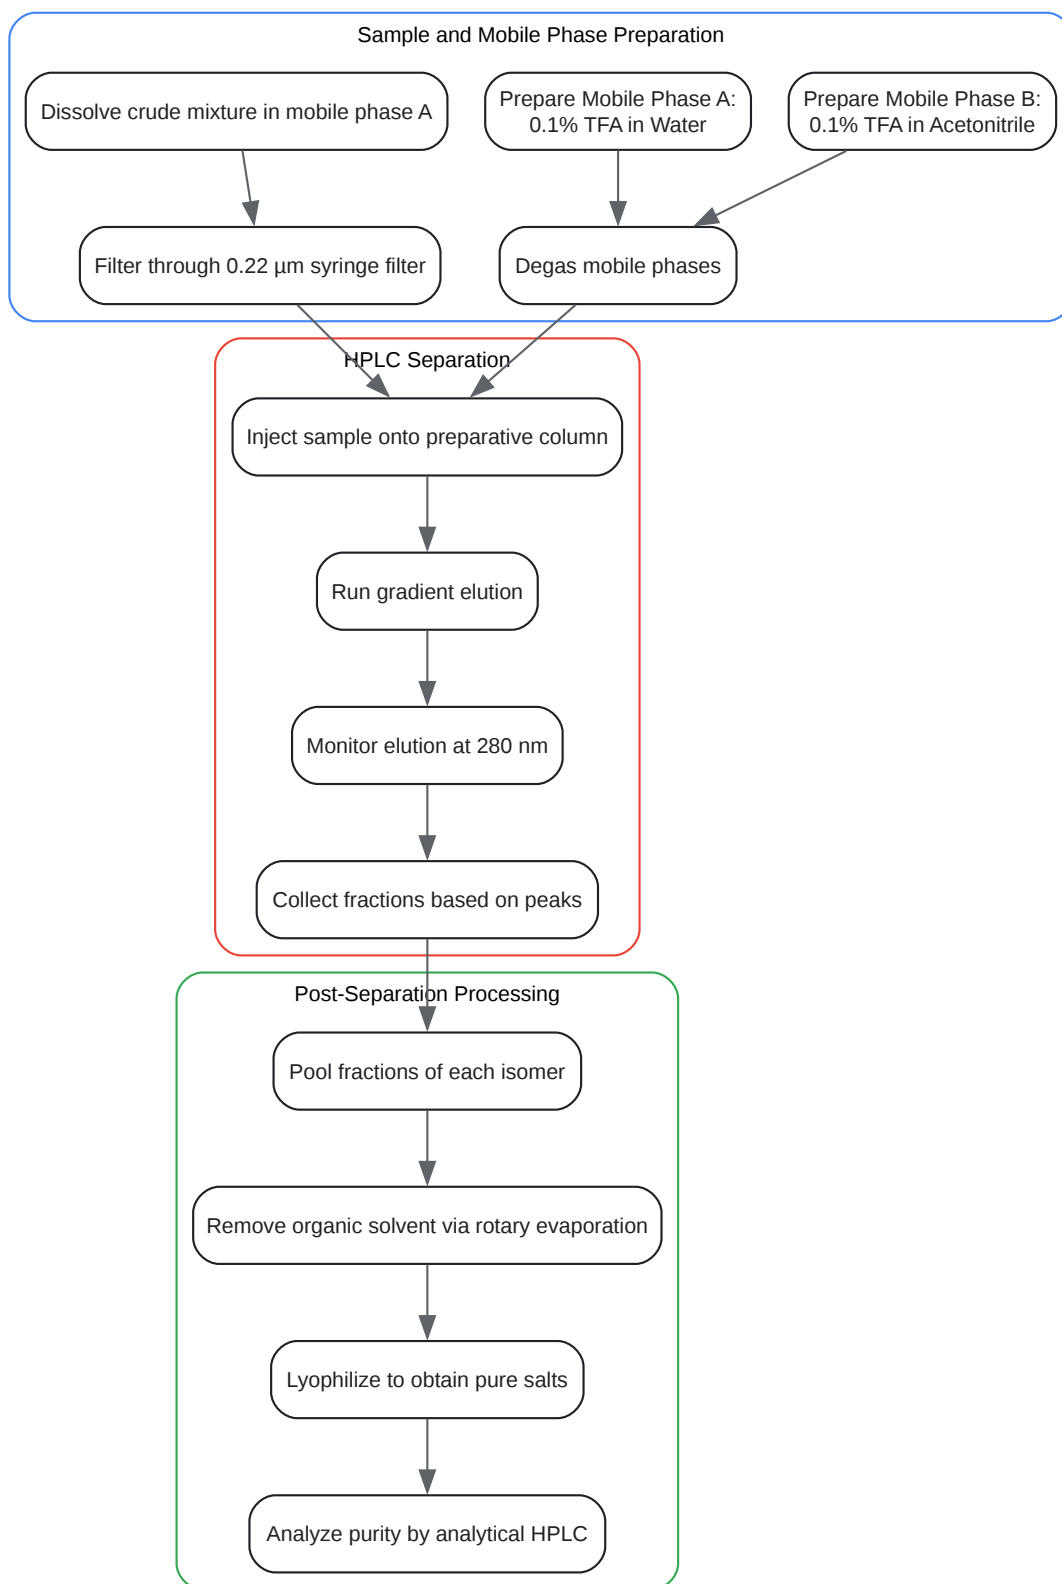 Sample and Mobile Phase Preparation
Dissolve crude mixture in mobile phase A
Prepare Mobile Phase A:
0.1% TFA in Water
Prepare Mobile Phase B:
0.1% TFA in Acetonitrile
Filter through 0.22 µm syringe filter
Degas mobile phases
HPLC Separation
Inject sample onto preparative column
Run gradient elution
Monitor elution at 280 nm
Collect fractions based on peaks
Post-Separation Processing
Pool fractions of each isomer
Remove organic solvent via rotary evaporation
Lyophilize to obtain pure salts
Analyze purity by analytical HPLC